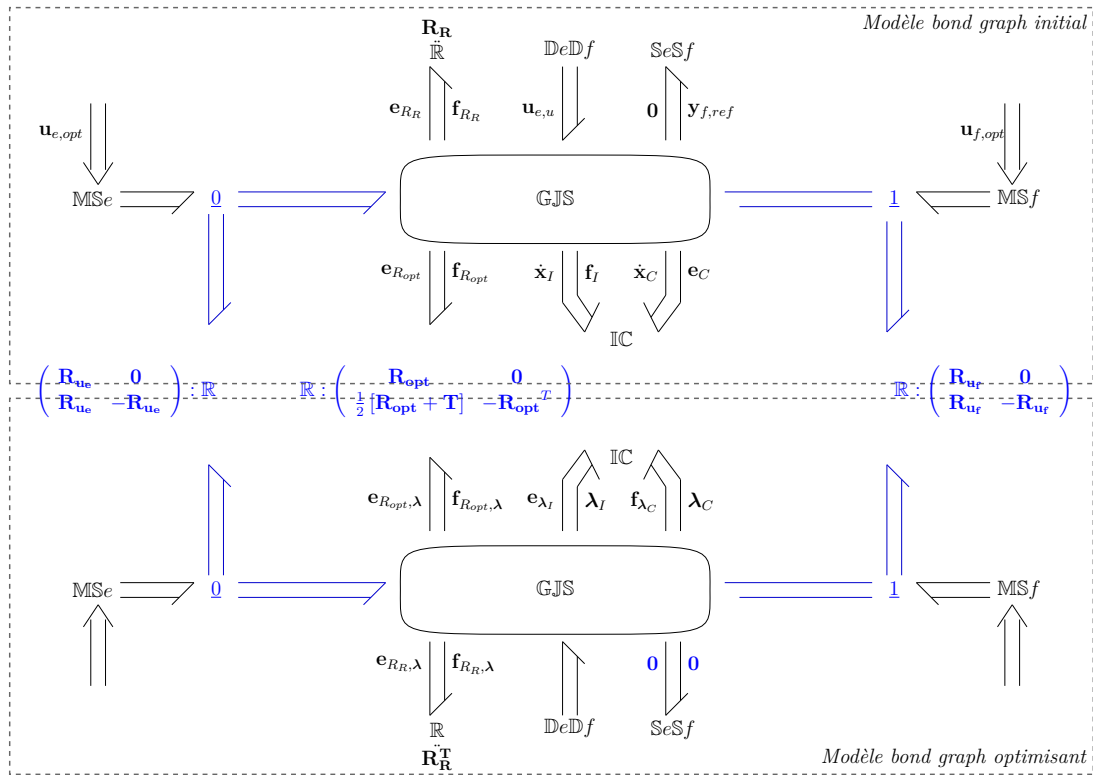 Modèle bond graph initial
R_R
..
ℝ
𝔻e𝔻f
𝕊e𝕊f
e_{R_R} f_{R_R} u_{e,u} 0 y_{f,ref}
u_{e,opt}
u_{f,opt}
𝕄𝕊e 0 𝔾𝕁𝕊 1 𝕄𝕊f
e_{R_{opt}} f_{R_{opt}} ẋ_I f_I ẋ_C e_C
𝕀ℂ
( R_{u_e} 0 ) : ℝ
( R_{u_e} −R_{u_e} )
ℝ : ( R_{opt} 0 )
( ½ [R_{opt} + T] −R_{opt}^T )
ℝ : ( R_{u_f} 0 )
( R_{u_f} −R_{u_f} )
𝕀ℂ
e_{R_{opt},λ} f_{R_{opt},λ} e_{λ_I} λ_I f_{λ_C} λ_C
𝕄𝕊e 0 𝔾𝕁𝕊 1 𝕄𝕊f
e_{R_R,λ} f_{R_R,λ} 0 0
ℝ
..
R_R^T
𝔻e𝔻f
𝕊e𝕊f
Modèle bond graph optimisant